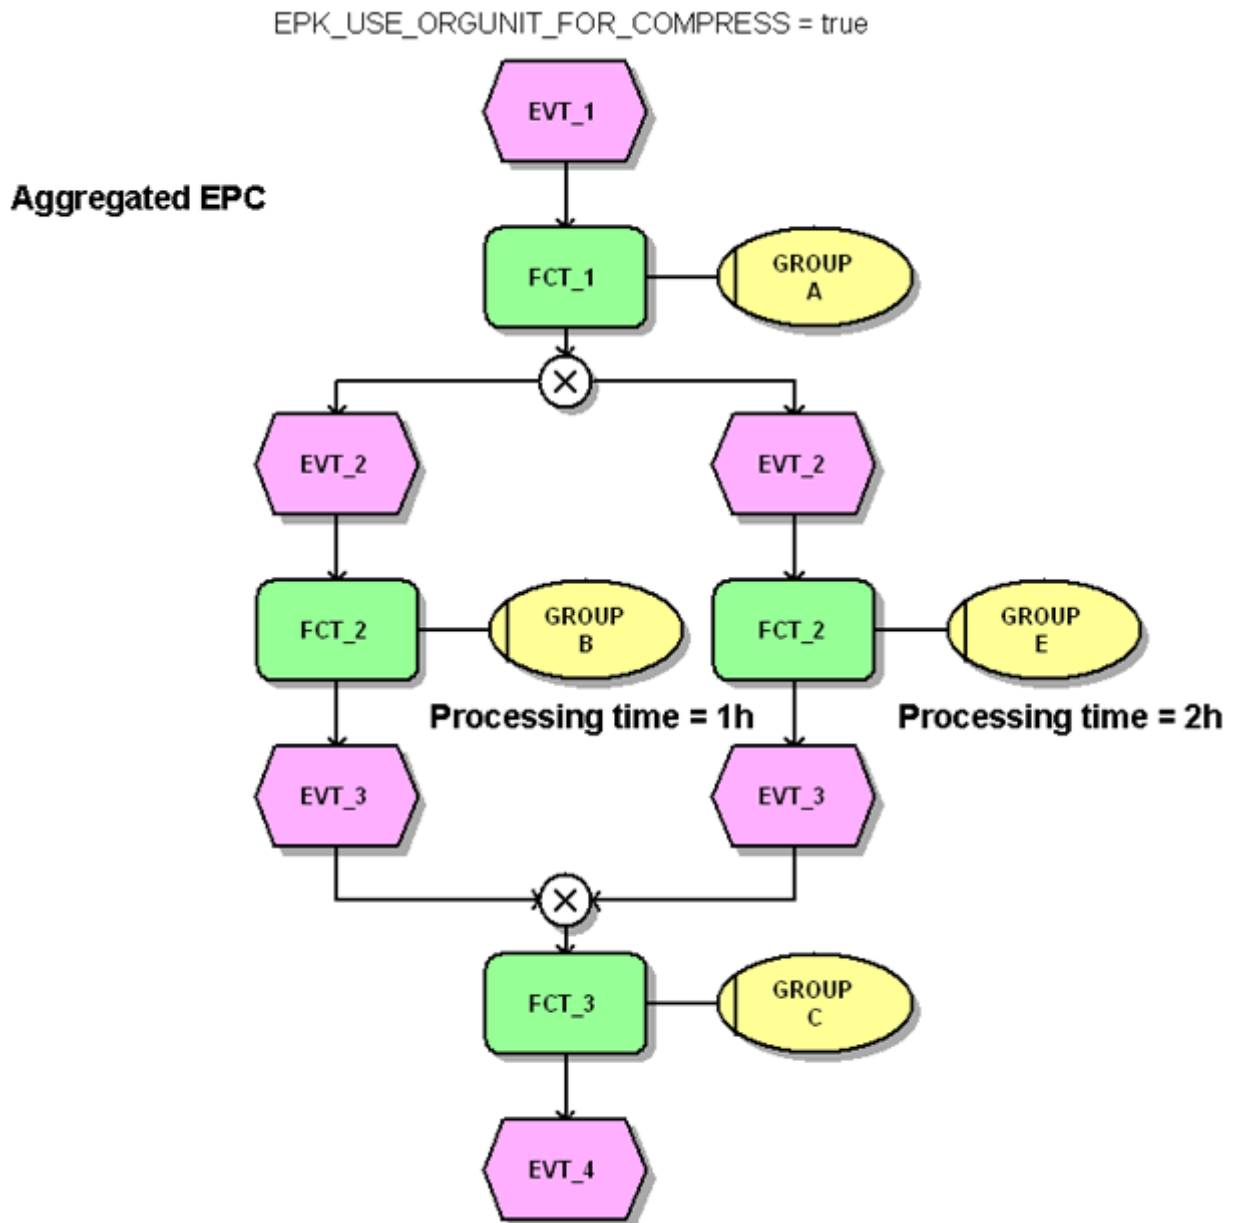 EPK_USE_ORGUNIT_FOR_COMPRESS = true
EVT_1
Aggregated EPC
FCT_1
GROUP
A
EVT_2
EVT_2
FCT_2
GROUP
B
FCT_2
GROUP
E
Processing time = 1h
Processing time = 2h
EVT_3
EVT_3
FCT_3
GROUP
C
EVT_4